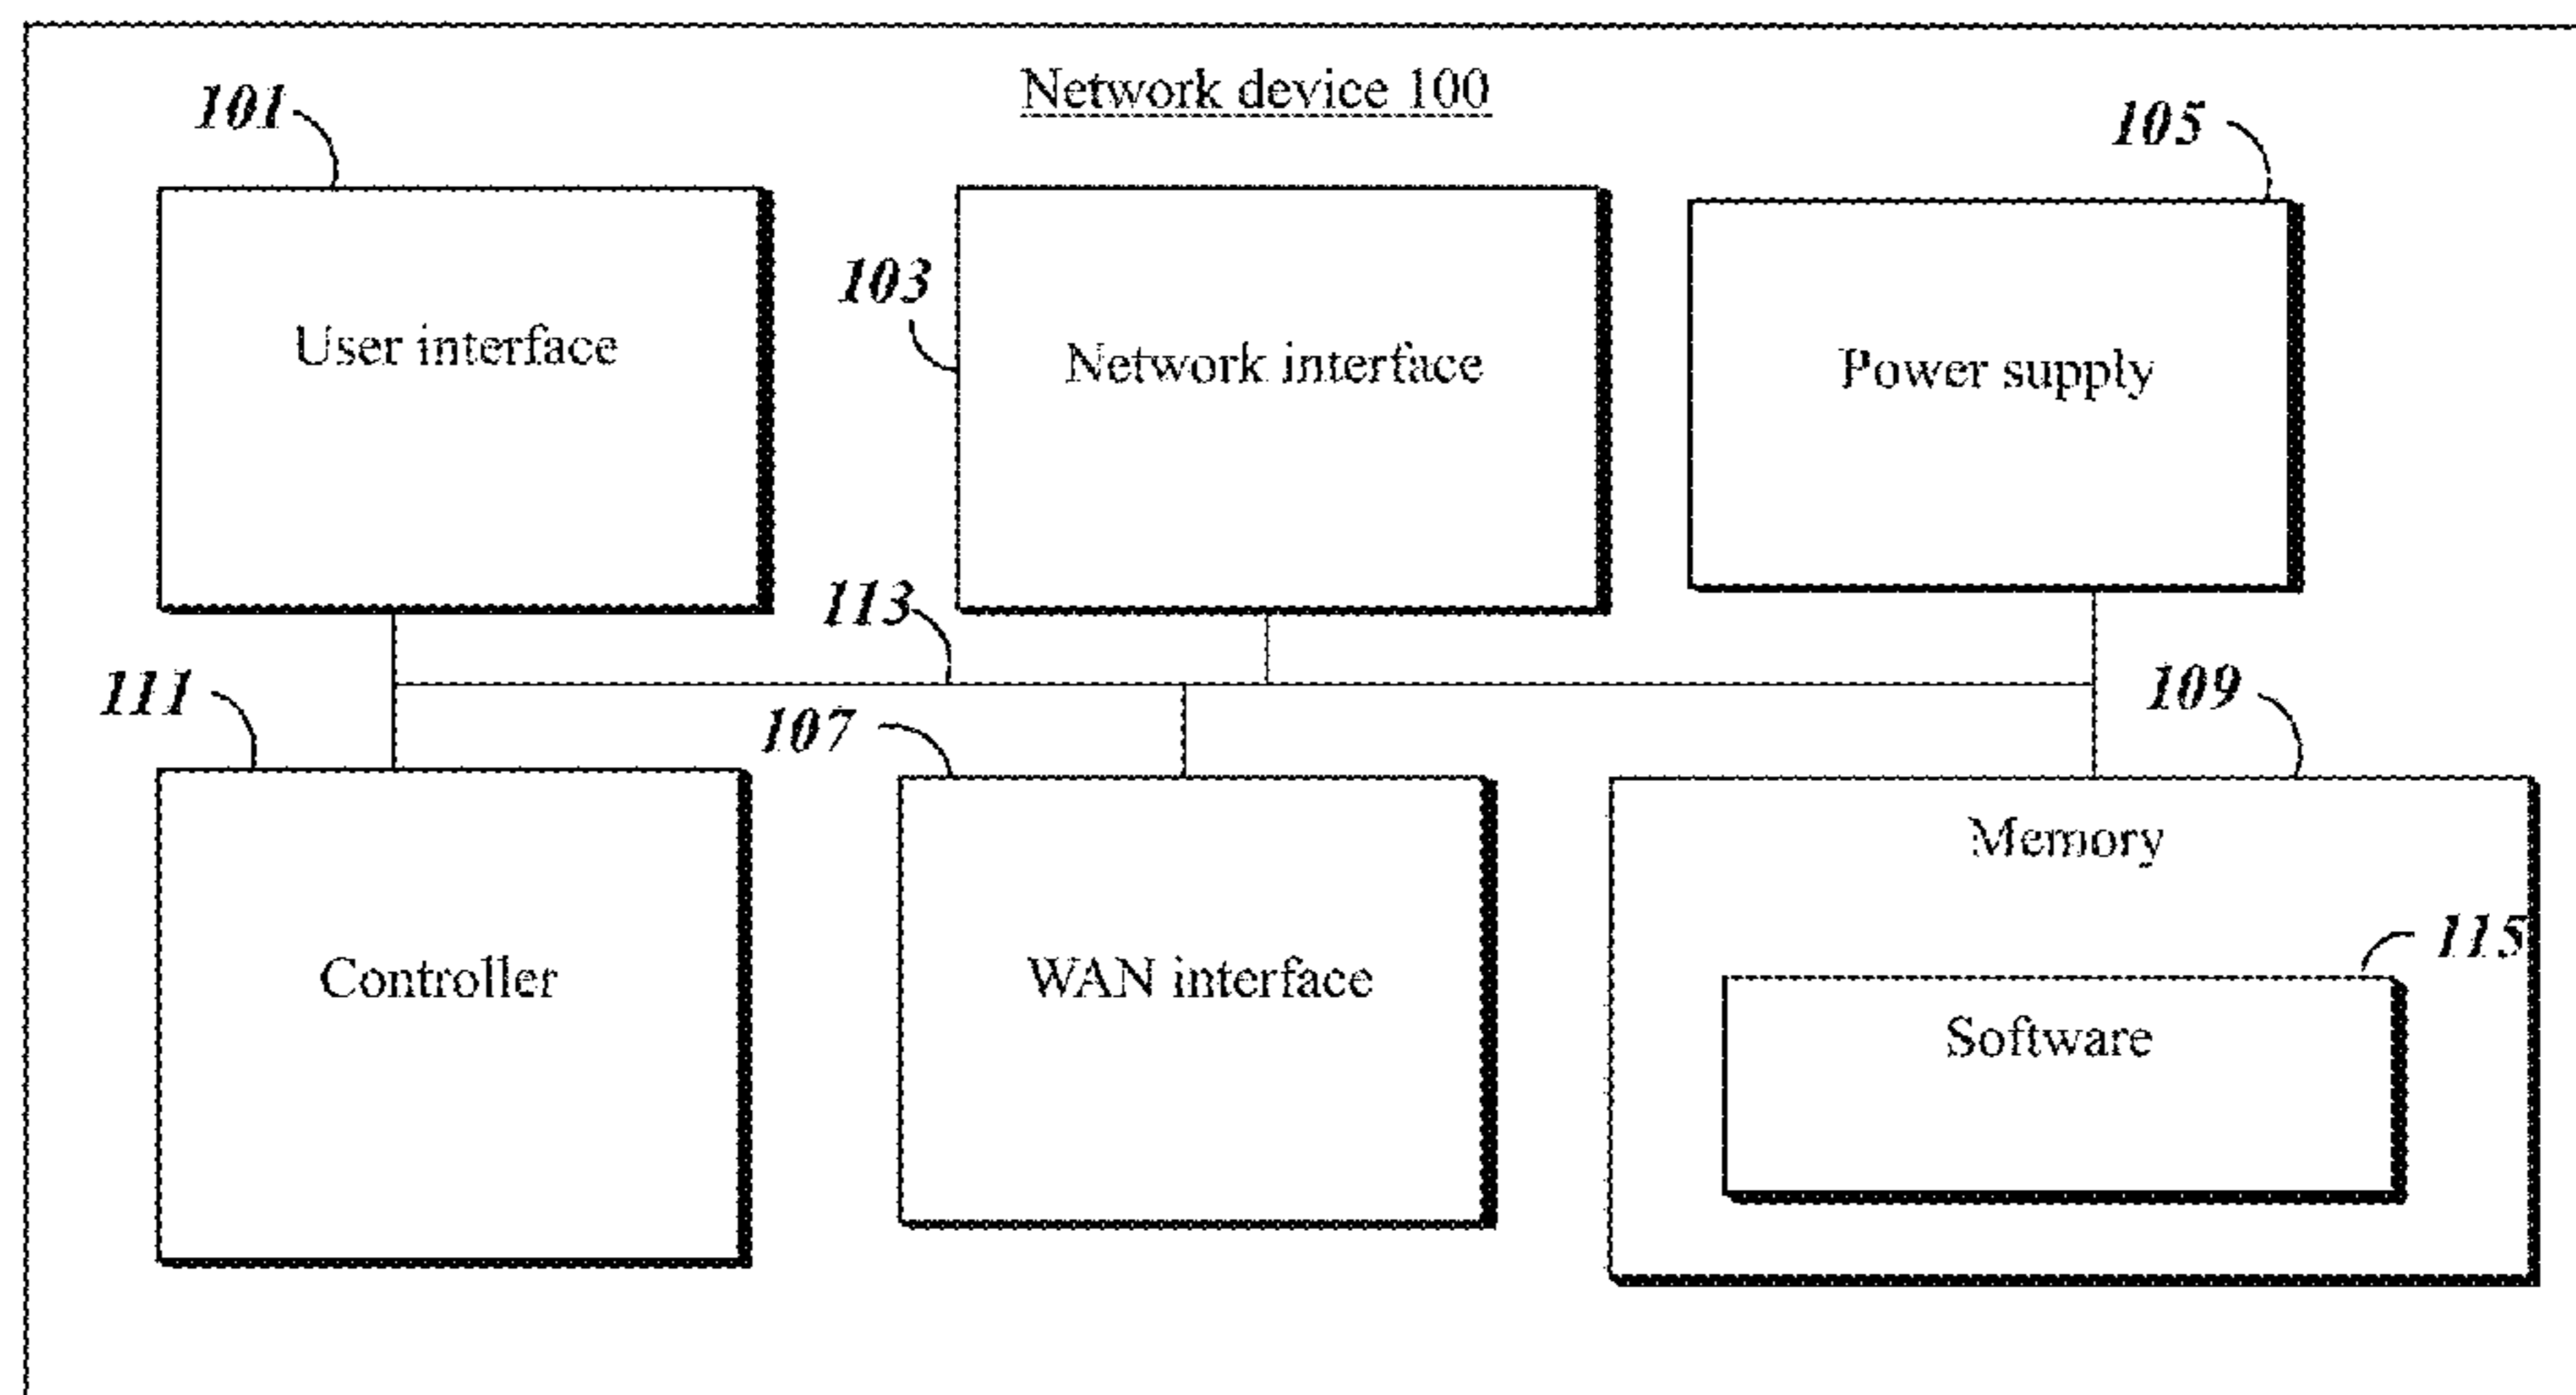 Network device 100
101
105
103
User interface
Network interface
Power supply
113
111
107
109
Memory
115
Controller
WAN interface
Software